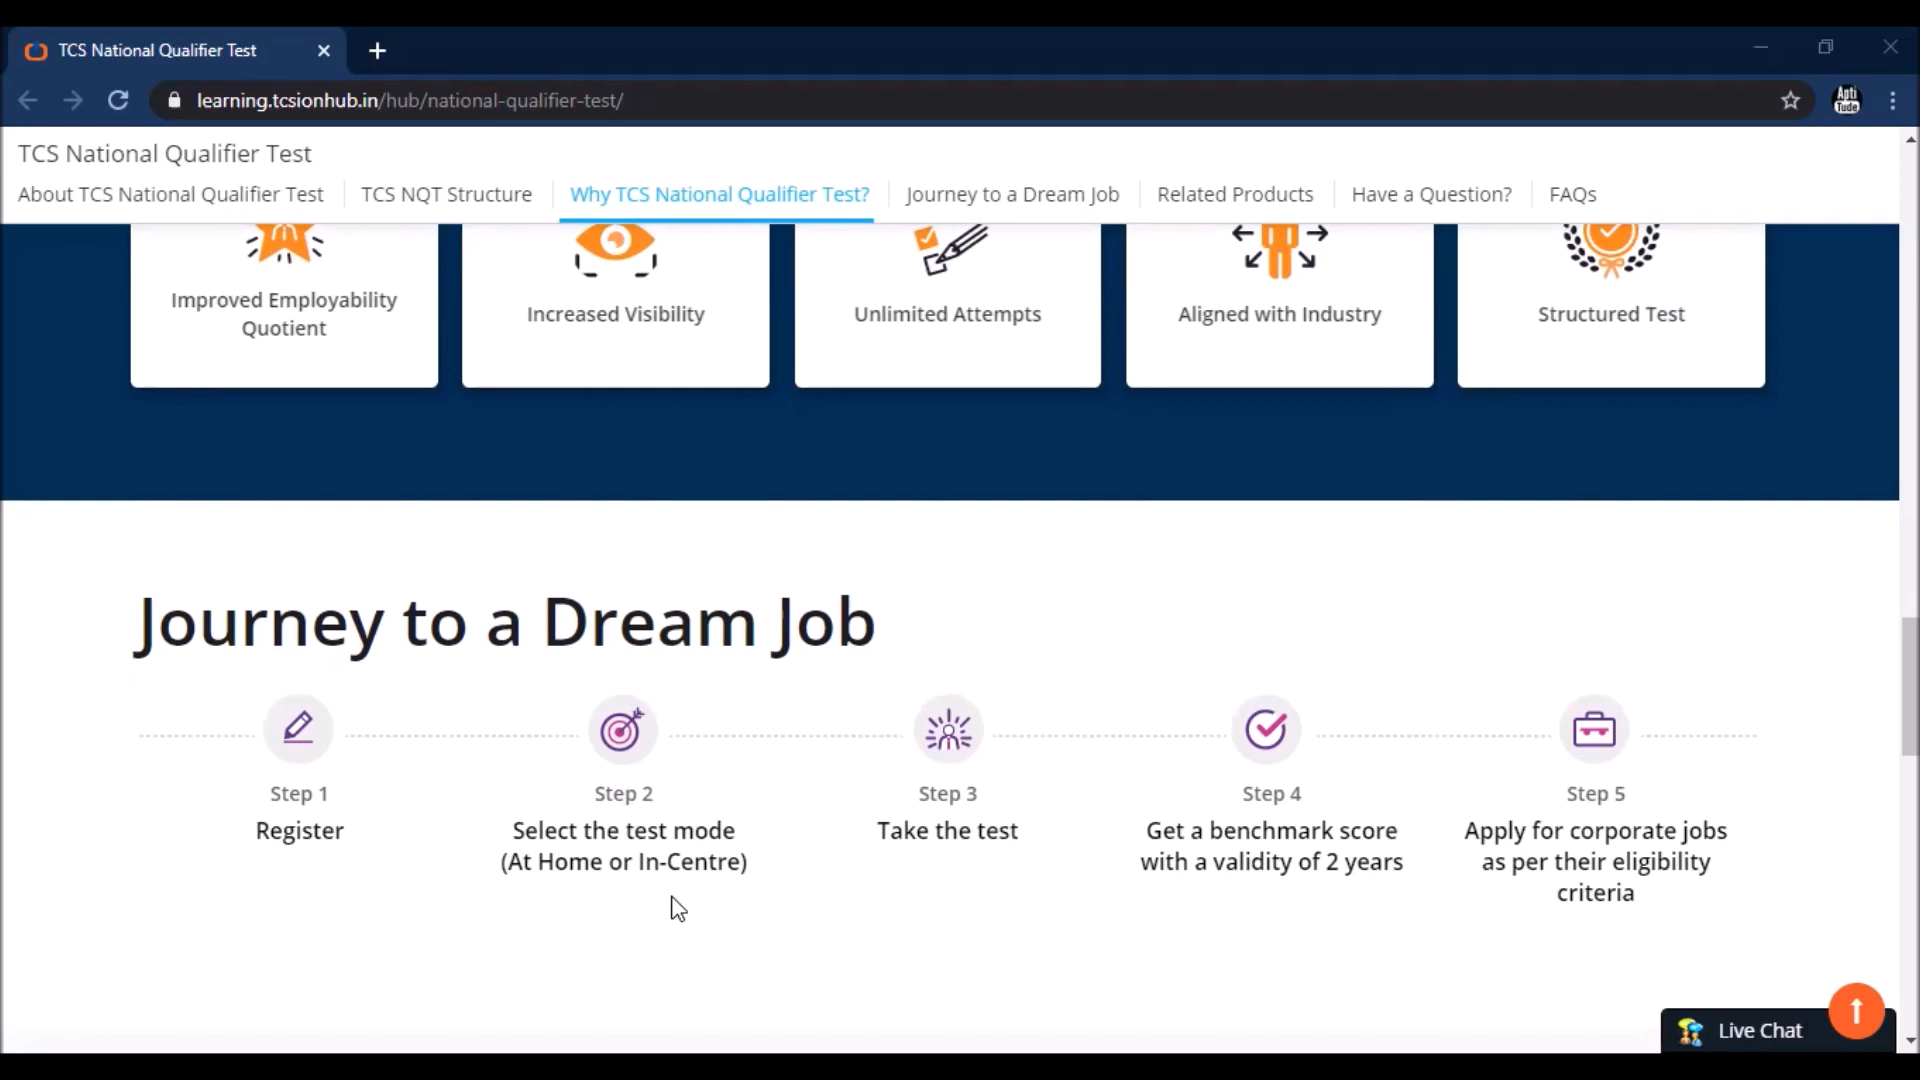 TCS National Qualifier Test
learning.tcsionhub.in/hub/national-qualifier-test/
Apti
Tude
TCS National Qualifier Test
About TCS National Qualifier Test
TCS NQT Structure
Why TCS National Qualifier Test?
Journey to a Dream Job
Related Products
Have a Question?
FAQs
Improved Employability
Quotient
Increased Visibility
Unlimited Attempts
Aligned with Industry
Structured Test
Journey to a Dream Job
Step 1
Register
Step 2
Select the test mode
(At Home or In-Centre)
Step 3
Take the test
Step 4
Get a benchmark score
with a validity of 2 years
Step 5
Apply for corporate jobs
as per their eligibility
criteria
Live Chat